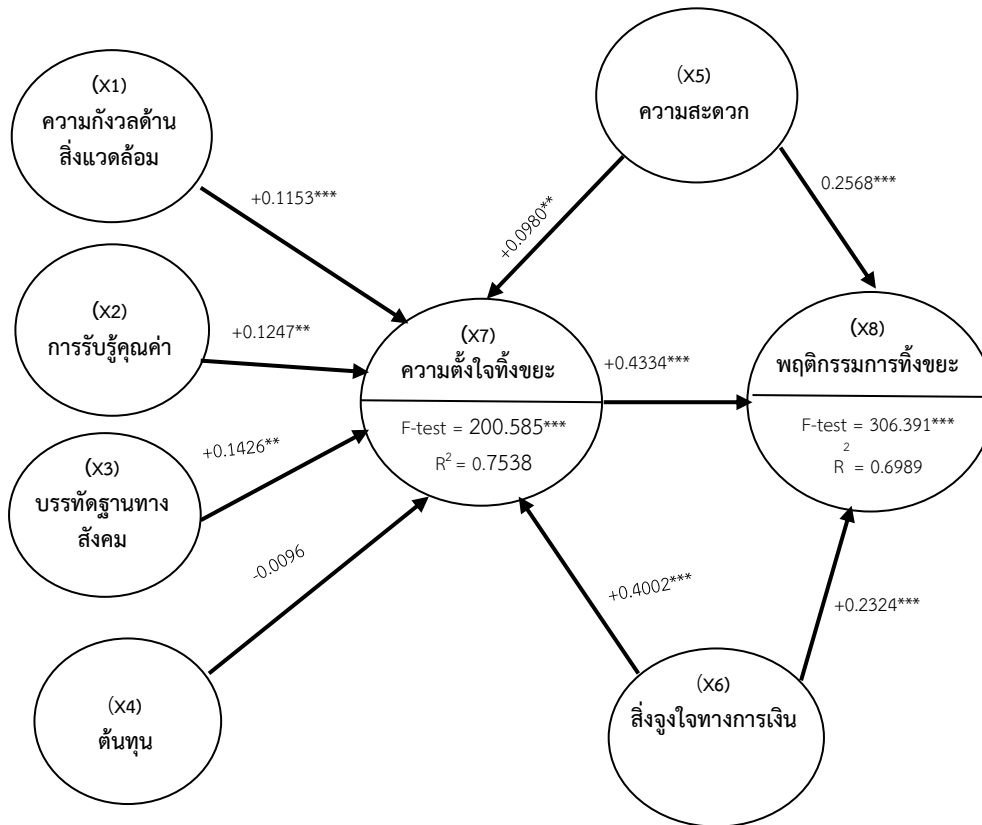 (X1)
ความกังวลด้าน
สิ่งแวดล้อม
(X5)
ความสะดวก
+0.1153***
+0.0980**
0.2568***
(X2)
การรับรู้คุณค่า
+0.1247**
(X7)
ความตั้งใจทิ้งขยะ
F-test = 200.585***
R² = 0.7538
+0.4334***
(X8)
พฤติกรรมการทิ้งขยะ
F-test = 306.391***
R² = 0.6989
(X3)
บรรทัดฐานทาง
สังคม
+0.1426**
-0.0096
+0.4002***
+0.2324***
(X4)
ต้นทุน
(X6)
สิ่งจูงใจทางการเงิน